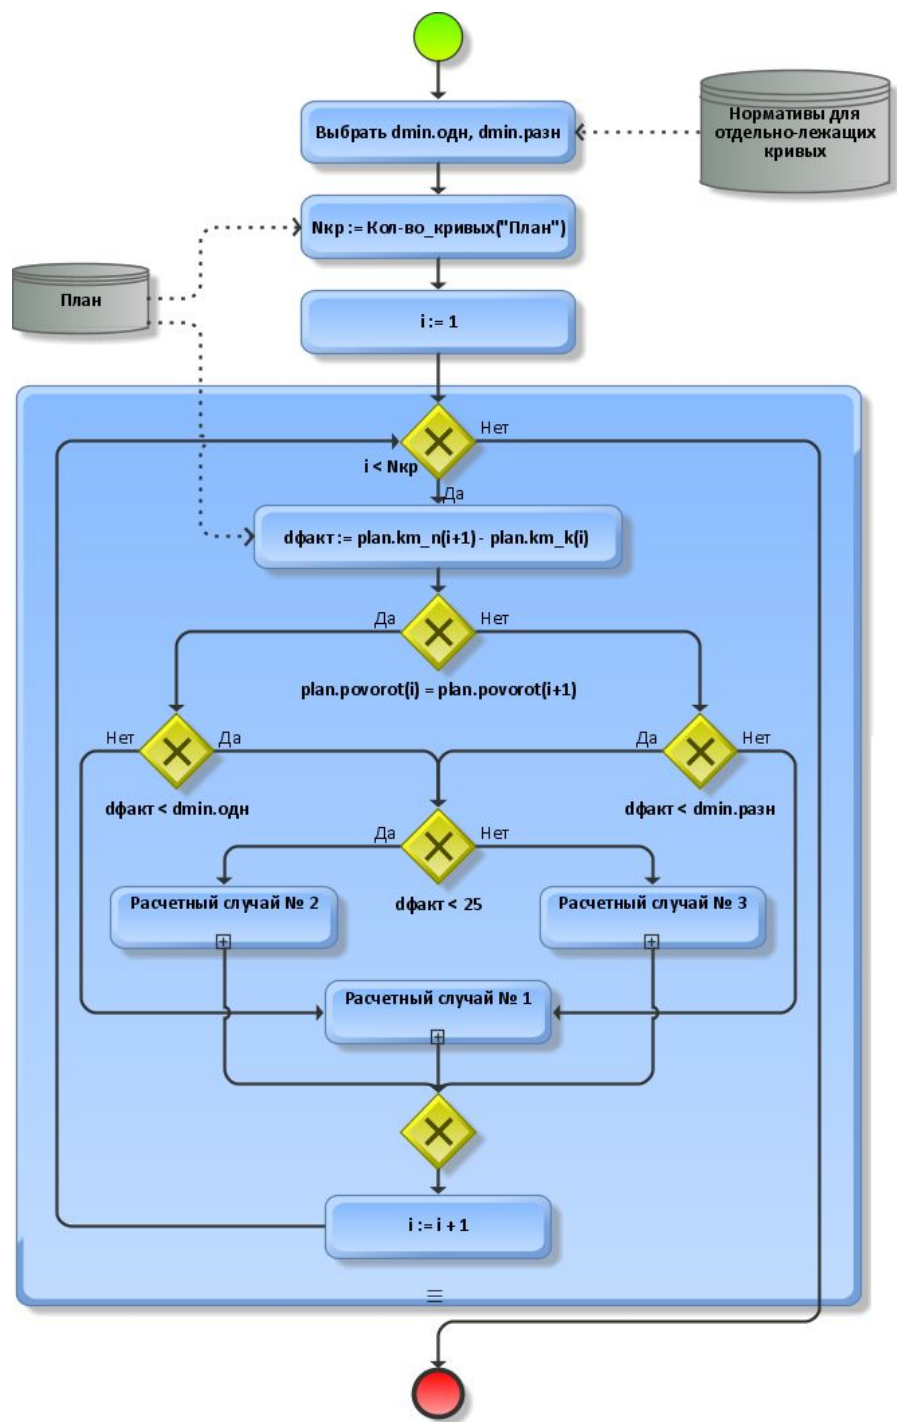 Выбрать dmin.одн, dmin.разн
Нормативы для
отдельно-лежащих
кривых
Nкр := Кол-во_кривых("План")
План
i := 1
Нет
i < Nкр
Да
dфакт := plan.km_n(i+1) - plan.km_k(i)
Да
Нет
plan.povorot(i) = plan.povorot(i+1)
Нет
Да
Да
Нет
dфакт < dmin.одн
dфакт < dmin.разн
Да
Нет
Расчетный случай № 2
dфакт < 25
Расчетный случай № 3
Расчетный случай № 1
i := i + 1